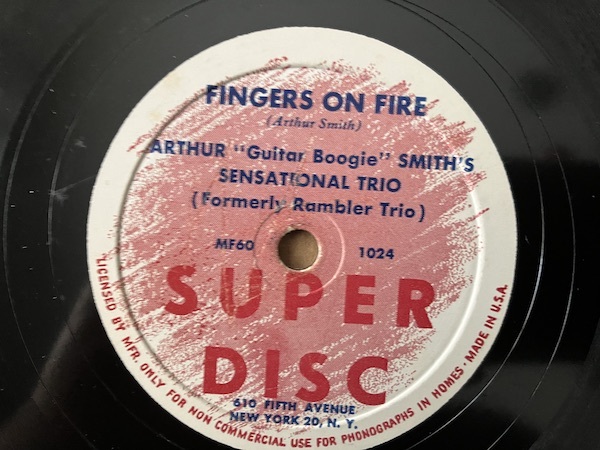 FINGERS ON FIRE
(Arthur Smith)
ARTHUR "Guitar Boogie" SMITH'S
SENSATIONAL TRIO
(Formerly Rambler Trio)
MF60 1024
SUPER
DISC
610 FIFTH AVENUE
NEW YORK 20, N. Y.
LICENSED BY MFR. ONLY FOR NON COMMERCIAL USE FOR PHONOGRAPHS IN HOMES • MADE IN U.S.A.